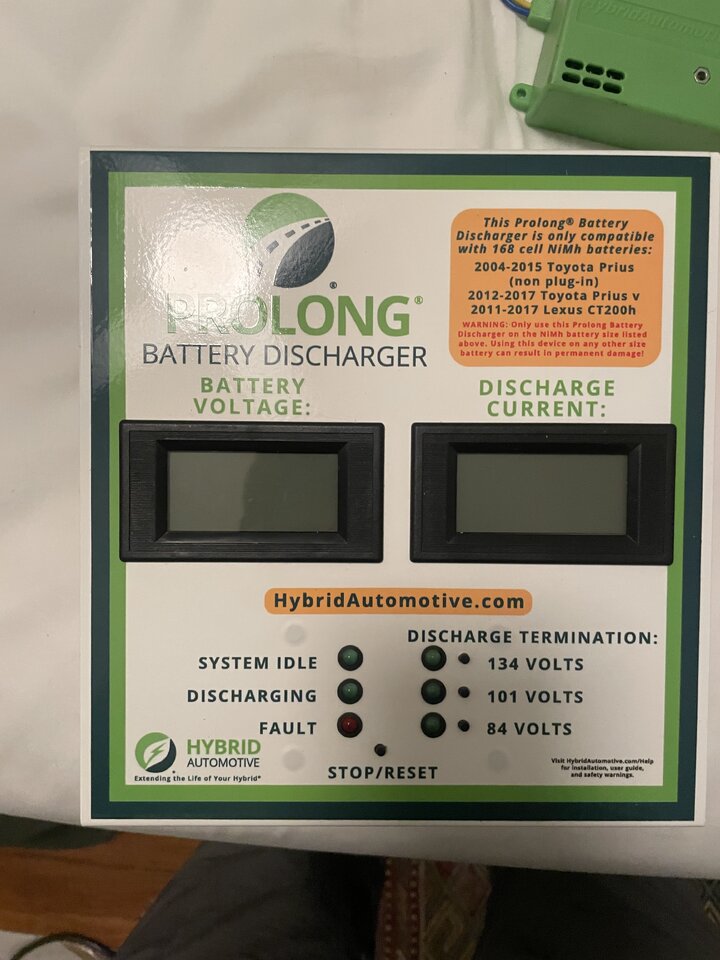 HybridAutomotive
This Prolong® Battery
Discharger is only compatible
with 168 cell NiMh batteries:
2004-2015 Toyota Prius
(non plug-in)
2012-2017 Toyota Prius v
2011-2017 Lexus CT200h
WARNING: Only use this Prolong Battery
Discharger on the NiMh battery size listed
above. Using this device on any other size
battery can result in permanent damage!
PROLONG®
BATTERY DISCHARGER
BATTERY
VOLTAGE:
DISCHARGE
CURRENT:
HybridAutomotive.com
DISCHARGE TERMINATION:
SYSTEM IDLE
134 VOLTS
DISCHARGING
101 VOLTS
FAULT
84 VOLTS
STOP/RESET
HYBRID
AUTOMOTIVE
Extending the Life of Your Hybrid®
Visit HybridAutomotive.com/Help
for installation, user guide,
and safety warnings.